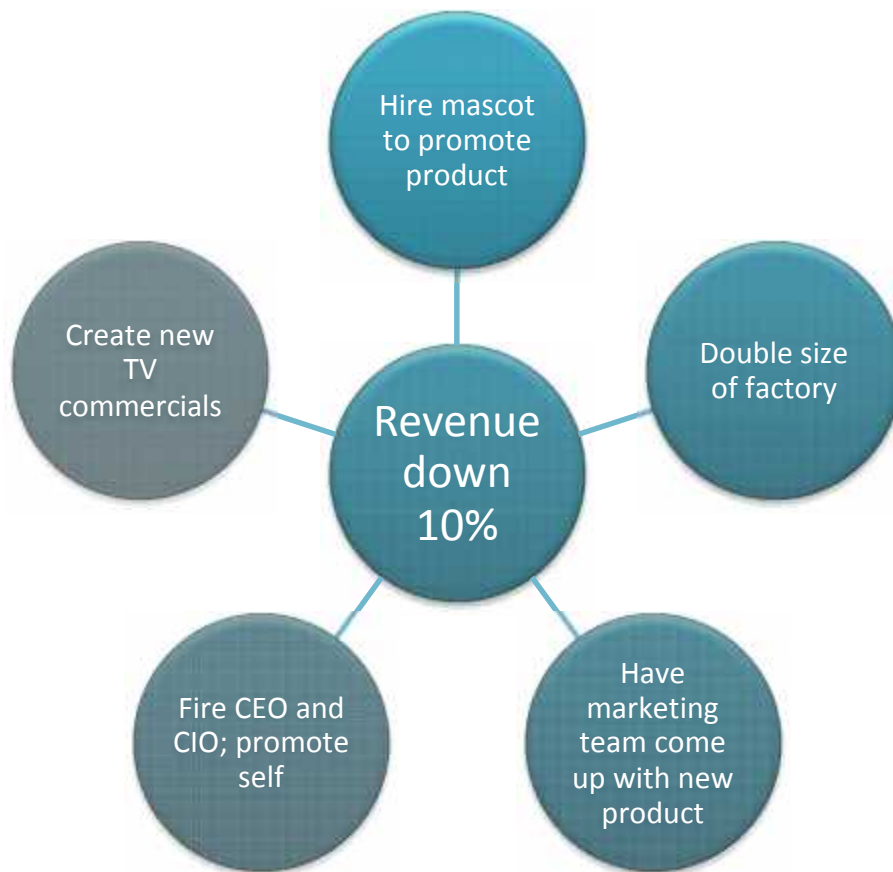 Hire mascot
to promote
product
Double size
of factory
Have
marketing
team come
up with new
product
Fire CEO and
CIO; promote
self
Create new
TV
commercials
Revenue
down
10%